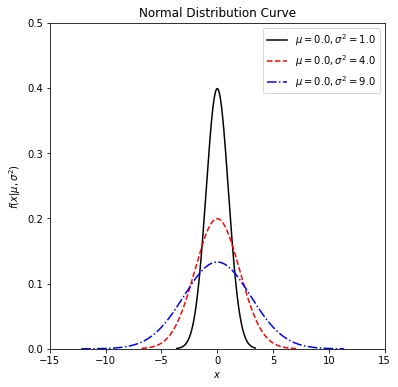 Normal Distribution Curve
μ = 0.0, σ² = 1.0
μ = 0.0, σ² = 4.0
μ = 0.0, σ² = 9.0
0.5
0.4
0.3
0.2
0.1
0.0
f(x|μ, σ²)
−15 −10 −5 0 5 10 15
x